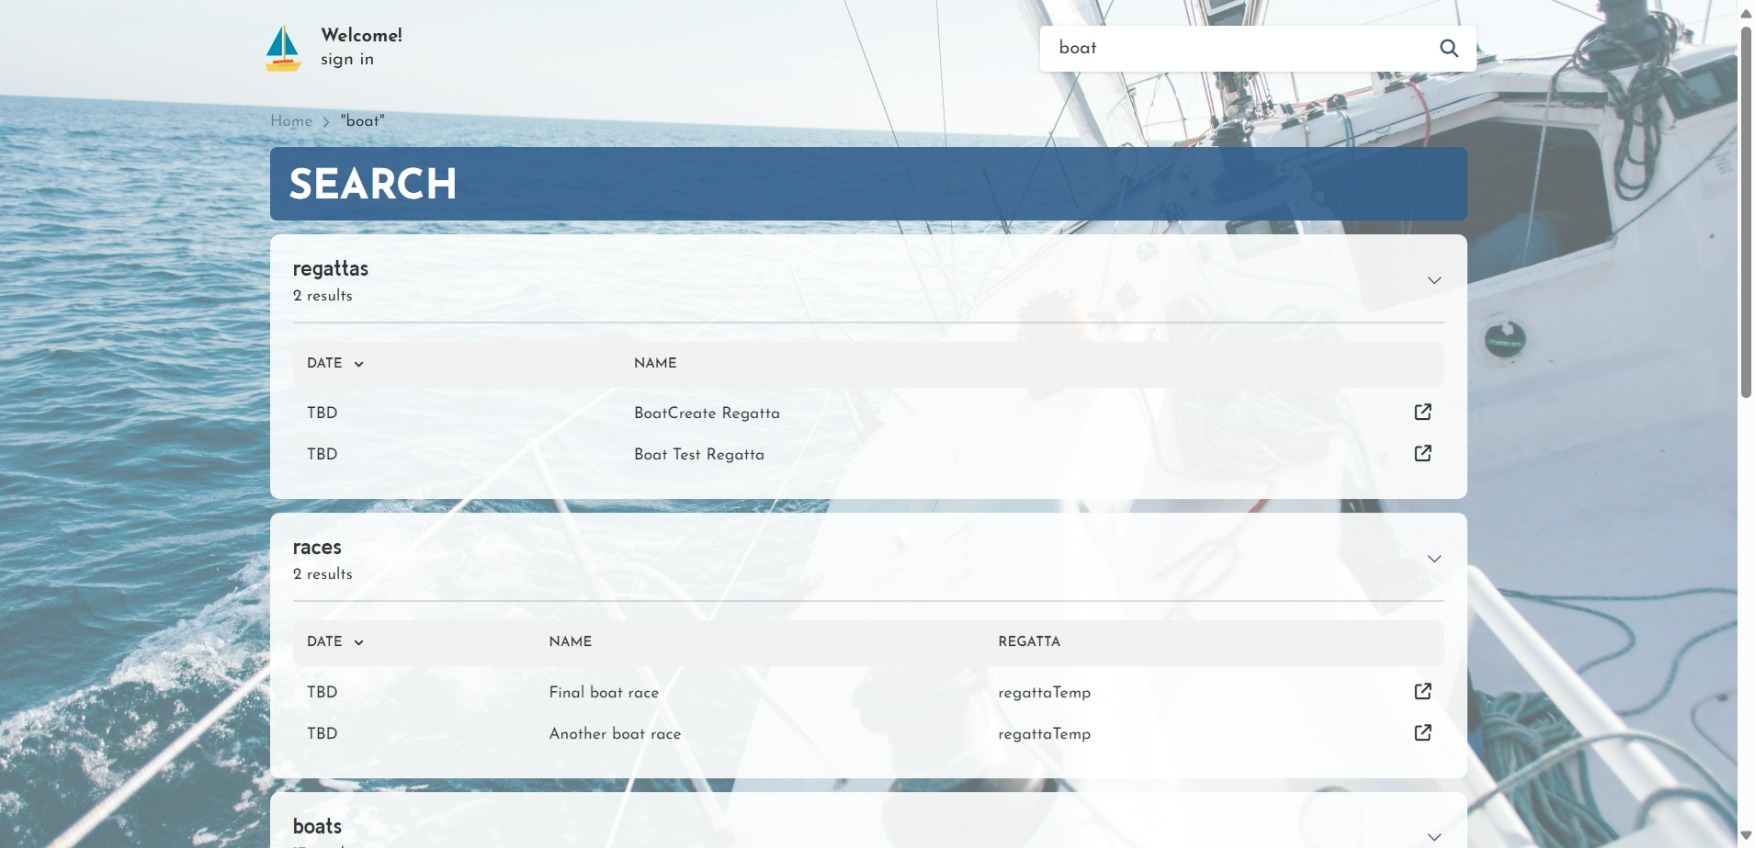 Welcome!
sign in
boat
Home > "boat"
SEARCH
regattas
2 results
DATE NAME
TBD BoatCreate Regatta
TBD Boat Test Regatta
races
2 results
DATE NAME REGATTA
TBD Final boat race regattaTemp
TBD Another boat race regattaTemp
boats